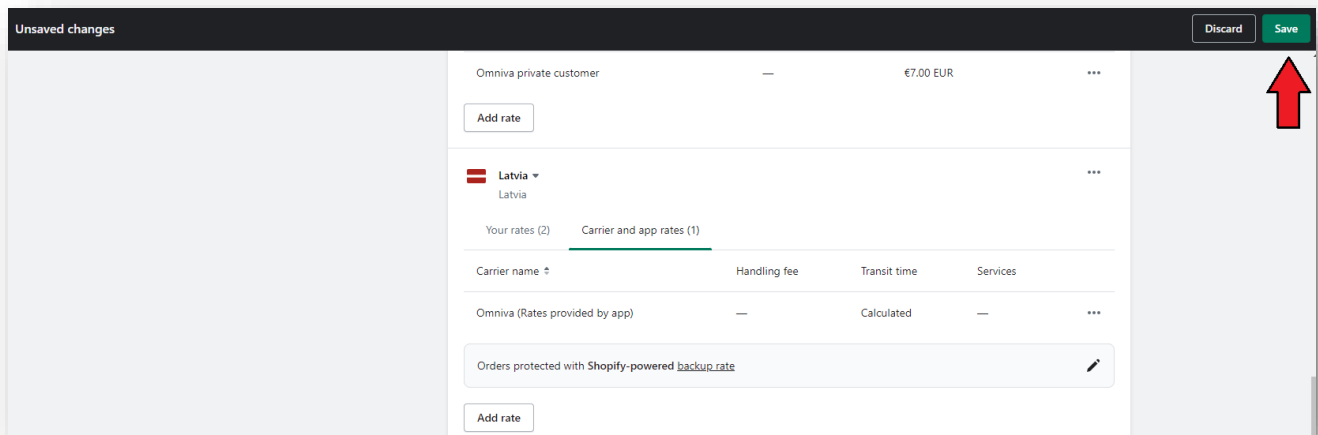 Unsaved changes
Discard
Save
Omniva private customer — €7.00 EUR
Add rate
Latvia
Latvia
Your rates (2) Carrier and app rates (1)
Carrier name Handling fee Transit time Services
Omniva (Rates provided by app) — Calculated —
Orders protected with Shopify-powered backup rate
Add rate